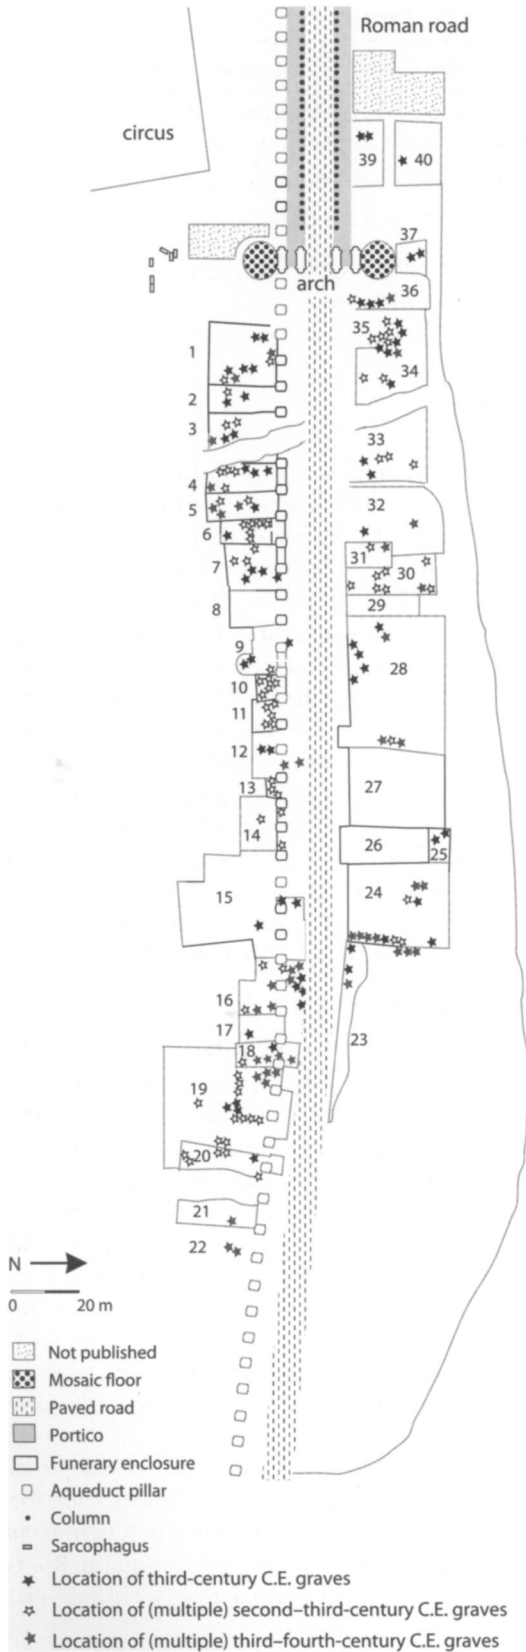 Roman road
circus
39
40
37
arch
36
1
35
34
2
3
33
4
5
32
6
31
7
30
8
29
9
28
10
11
12
27
13
14
26
25
15
24
16
17
23
18
19
20
21
22
N
0 20 m
Not published
Mosaic floor
Paved road
Portico
Funerary enclosure
Aqueduct pillar
Column
Sarcophagus
Location of third-century C.E. graves
Location of (multiple) second–third-century C.E. graves
Location of (multiple) third–fourth-century C.E. graves